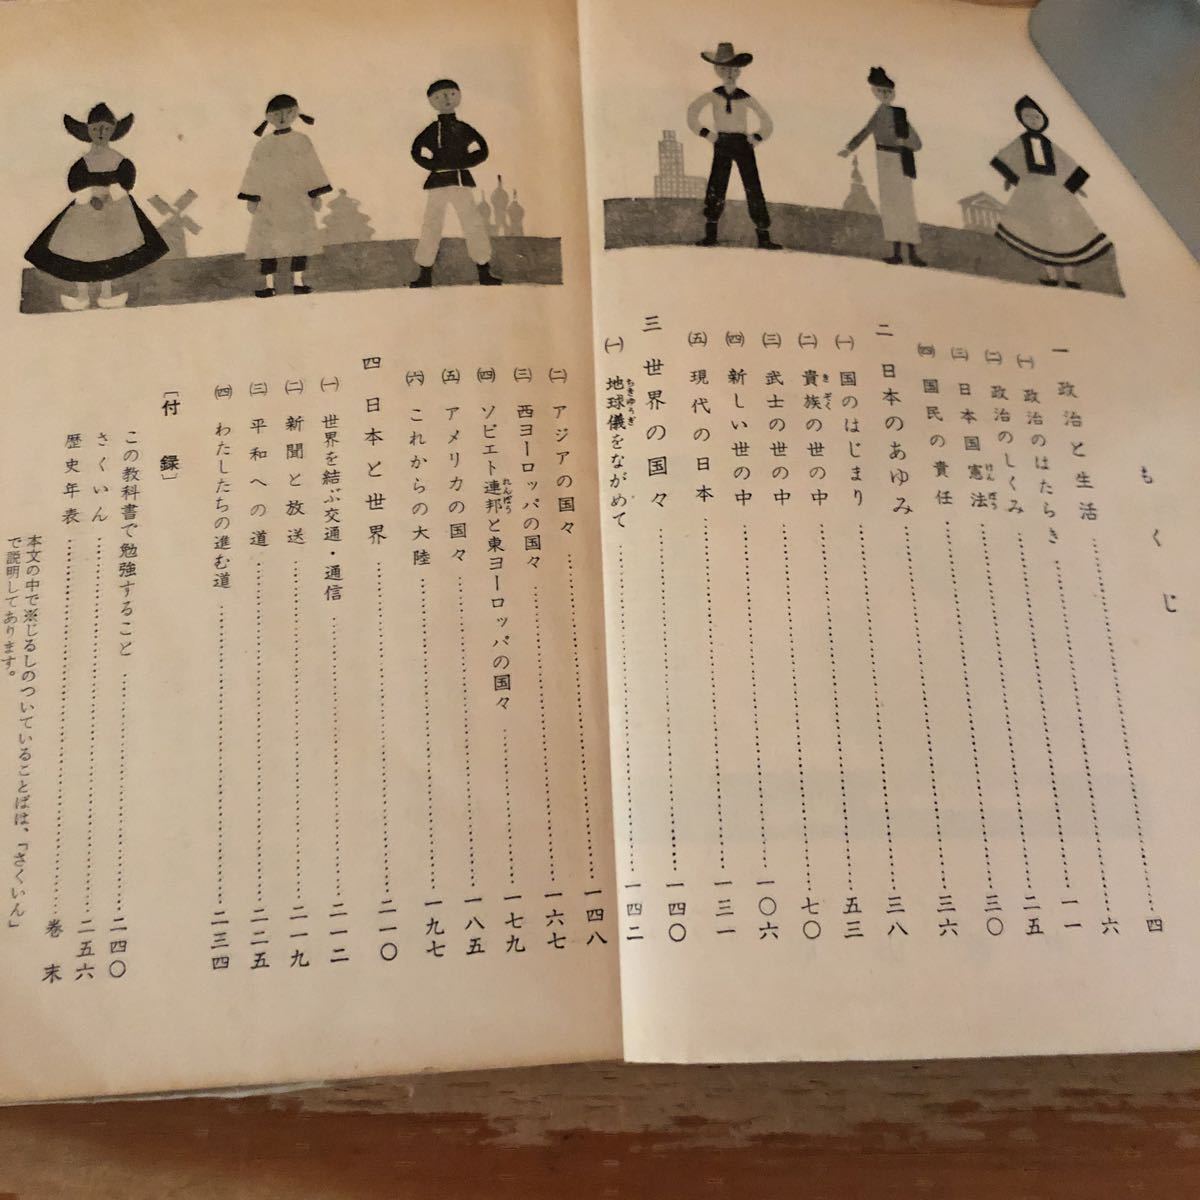 もくじ
一 政治と生活……四
㈠ 政治のはたらき……六
㈡ 政治のしくみ……一一
㈢ 日本国憲法……二五
㈣ 国民の責任……三〇
二 日本のあゆみ……三六
㈠ 国のはじまり……三八
㈡ 貴族の世の中……五三
㈢ 武士の世の中……七〇
㈣ 新しい世の中……一〇六
㈤ 現代の日本……一三一
三 世界の国々……一四〇
㈠ 地球儀をながめて……一四二
㈡ アジアの国々……一四八
㈢ 西ヨーロッパの国々……一六七
㈣ ソビエト連邦と東ヨーロッパの国々……一七九
㈤ アメリカの国々……一八五
㈥ これからの大陸……一九七
四 日本と世界……二一〇
㈠ 世界を結ぶ交通・通信……二一二
㈡ 新聞と放送……二一九
㈢ 平和への道……二二五
㈣ わたしたちの進む道……二三四
〔付録〕
この教科書で勉強すること……二四〇
さくいん……二五六
歴史年表……巻末
本文の中で※じるしのついていることばは、「さくいん」
で説明してあります。